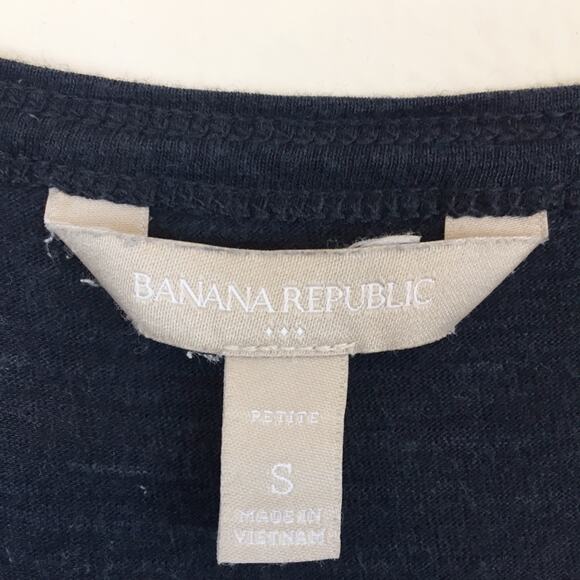 BANANA REPUBLIC
PETITE
S
MADE IN
VIETNAM